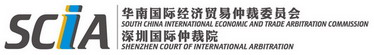 SCIA
华南国际经济贸易仲裁委员会
SOUTH CHINA INTERNATIONAL ECONOMIC AND TRADE ARBITRATION COMMISSION
深圳国际仲裁院
SHENZHEN COURT OF INTERNATIONAL ARBITRATION